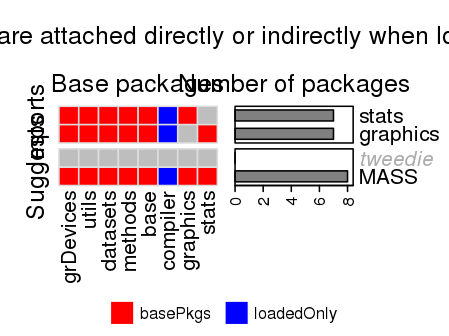 are attached directly or indirectly when lo
Base packages
Number of packages
Imports
Suggests
stats
graphics
tweedie
MASS
grDevices
utils
datasets
methods
base
compiler
graphics
stats
0 2 4 6 8
basePkgs
loadedOnly